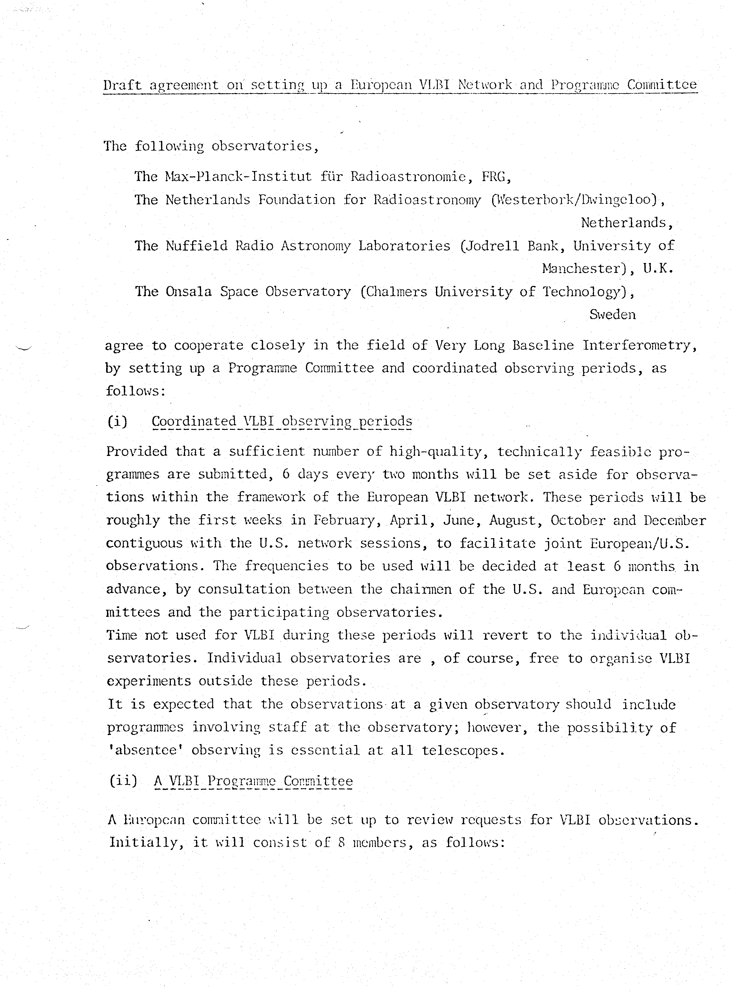 Draft agreement on setting up a European VLBI Network and Programme Committee
The following observatories,
The Max-Planck-Institut für Radioastronomie, FRG,
The Netherlands Foundation for Radioastronomy (Westerbork/Dwingeloo),
Netherlands,
The Nuffield Radio Astronomy Laboratories (Jodrell Bank, University of
Manchester), U.K.
The Onsala Space Observatory (Chalmers University of Technology),
Sweden
agree to cooperate closely in the field of Very Long Baseline Interferometry,
by setting up a Programme Committee and coordinated observing periods, as
follows:
(i) Coordinated VLBI observing periods
Provided that a sufficient number of high-quality, technically feasible pro-
grammes are submitted, 6 days every two months will be set aside for observa-
tions within the framework of the European VLBI network. These periods will be
roughly the first weeks in February, April, June, August, October and December
contiguous with the U.S. network sessions, to facilitate joint European/U.S.
observations. The frequencies to be used will be decided at least 6 months in
advance, by consultation between the chairmen of the U.S. and European com-
mittees and the participating observatories.
Time not used for VLBI during these periods will revert to the individual ob-
servatories. Individual observatories are , of course, free to organise VLBI
experiments outside these periods.
It is expected that the observations at a given observatory should include
programmes involving staff at the observatory; however, the possibility of
'absentee' observing is essential at all telescopes.
(ii) A VLBI Programme Committee
A European committee will be set up to review requests for VLBI observations.
Initially, it will consist of 8 members, as follows: